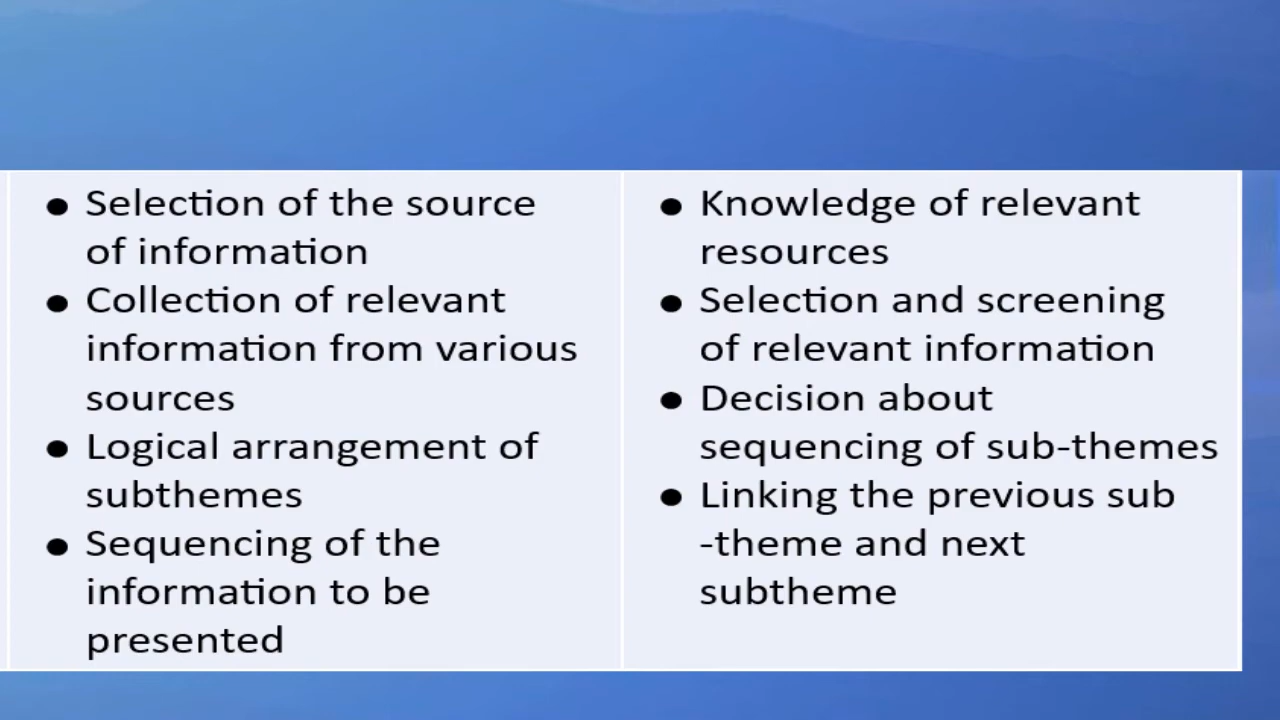 ● Selection of the source
of information
● Collection of relevant
information from various
sources
● Logical arrangement of
subthemes
● Sequencing of the
information to be
presented
● Knowledge of relevant
resources
● Selection and screening
of relevant information
● Decision about
sequencing of sub-themes
● Linking the previous sub
-theme and next
subtheme